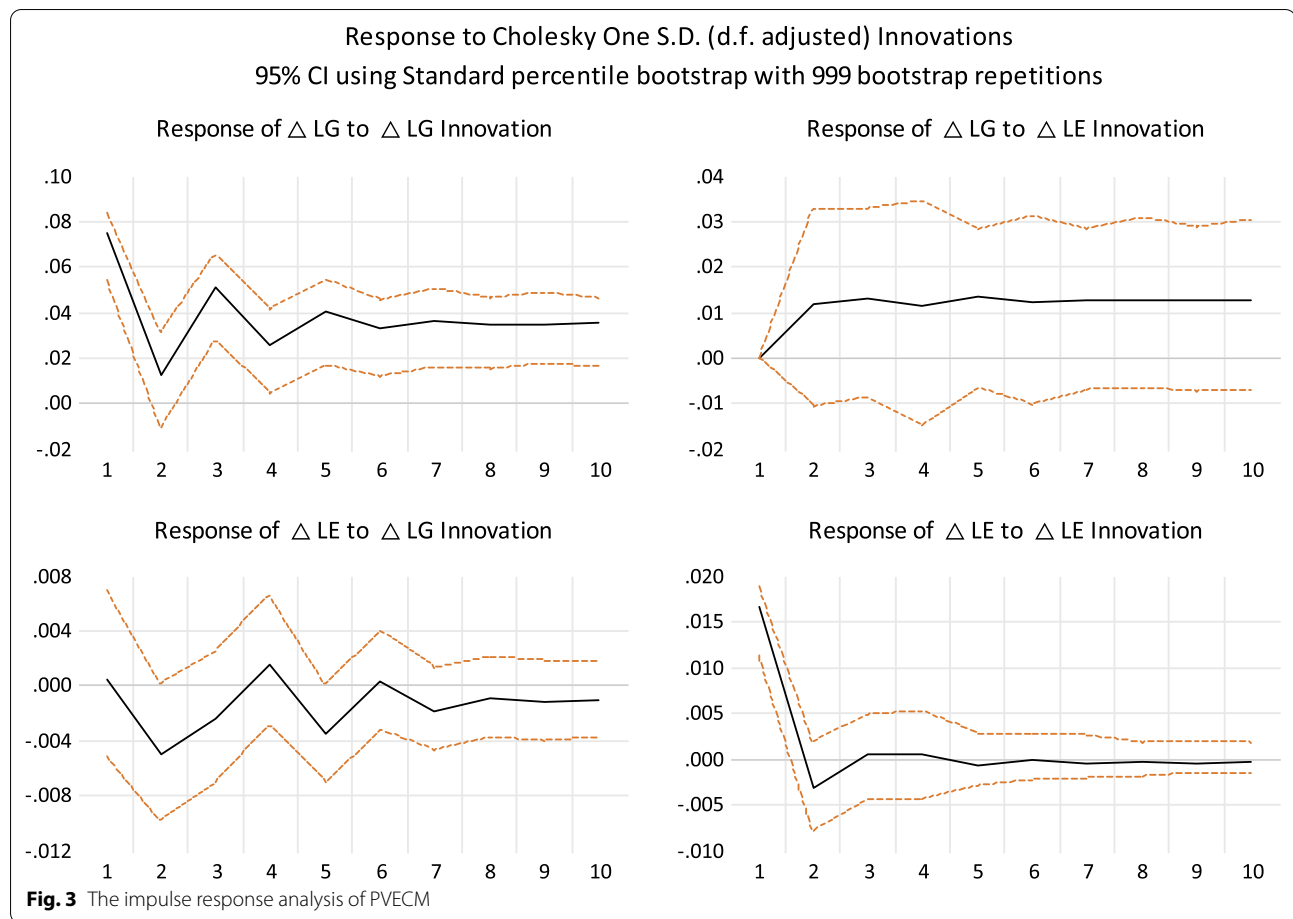 Response to Cholesky One S.D. (d.f. adjusted) Innovations
95% CI using Standard percentile bootstrap with 999 bootstrap repetitions
Response of △ LG to △ LG Innovation
.10
.08
.06
.04
.02
.00
-.02
1 2 3 4 5 6 7 8 9 10
Response of △ LG to △ LE Innovation
.04
.03
.02
.01
.00
-.01
-.02
1 2 3 4 5 6 7 8 9 10
Response of △ LE to △ LG Innovation
.008
.004
.000
-.004
-.008
-.012
1 2 3 4 5 6 7 8 9 10
Response of △ LE to △ LE Innovation
.020
.015
.010
.005
.000
-.005
-.010
1 2 3 4 5 6 7 8 9 10
Fig. 3 The impulse response analysis of PVECM